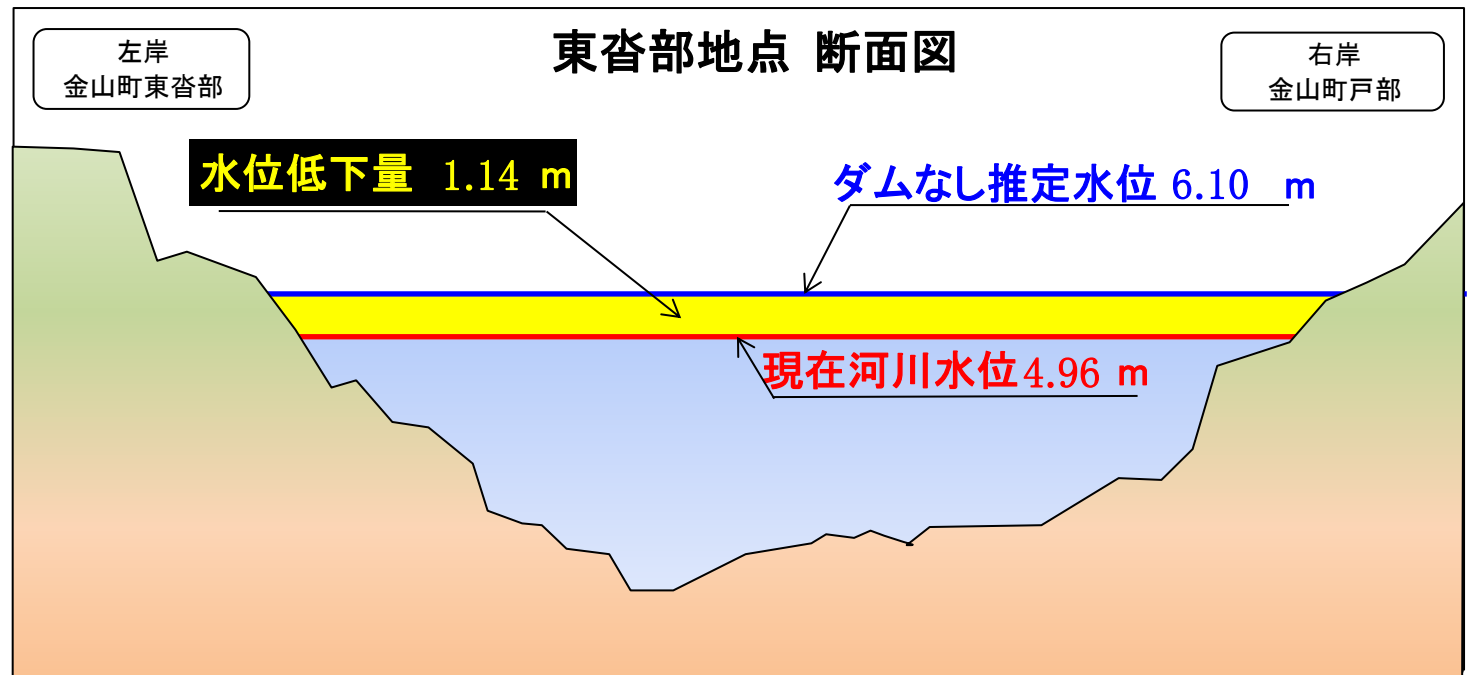 東沓部地点 断面図
左岸
金山町東沓部
右岸
金山町戸部
水位低下量 1.14 m
ダムなし推定水位 6.10 m
現在河川水位4.96 m